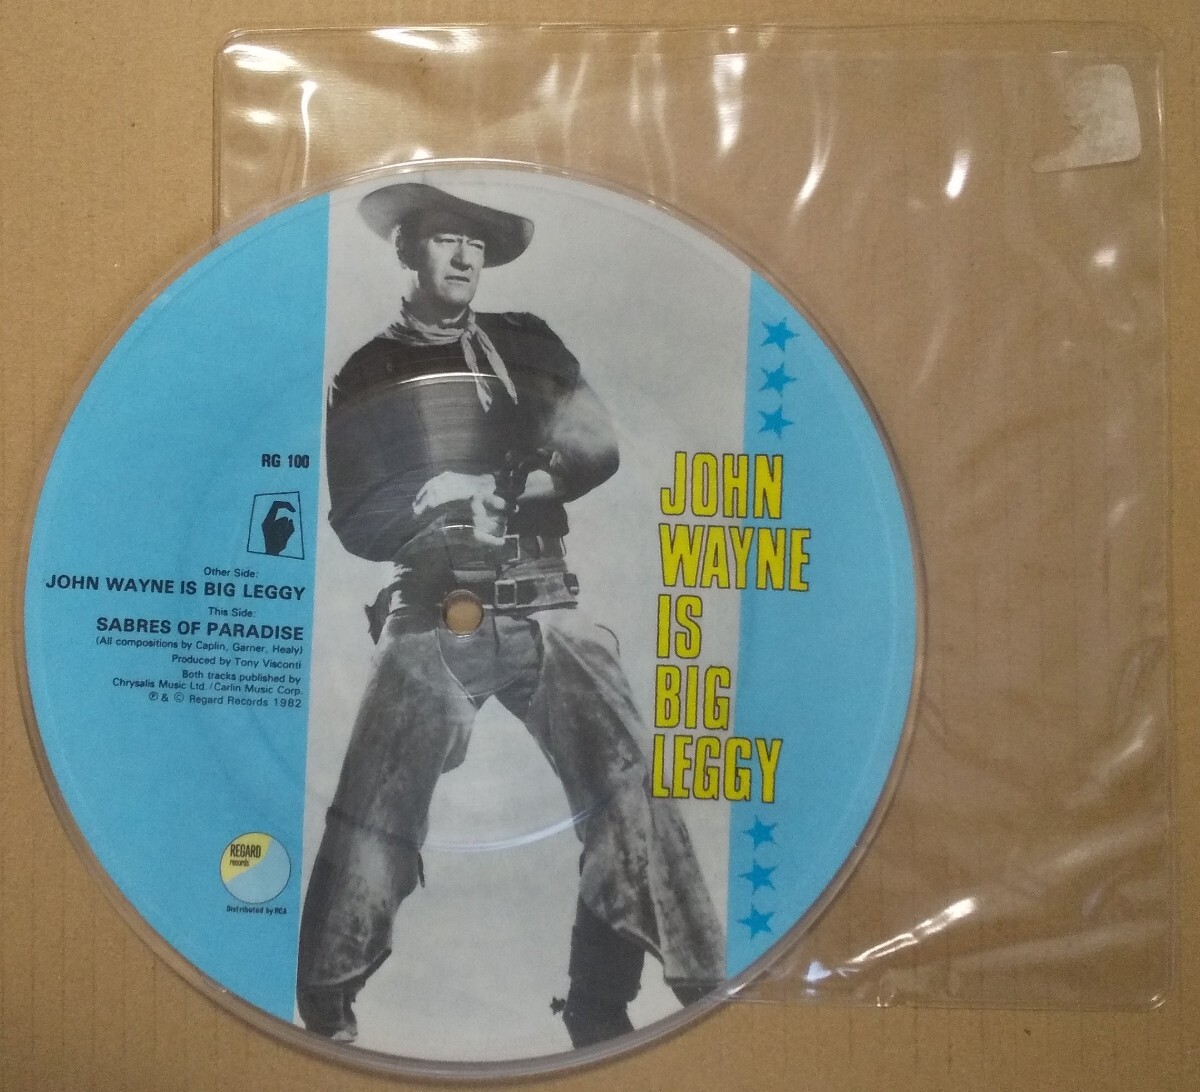 RG 100
Other Side:
JOHN WAYNE IS BIG LEGGY
This Side:
SABRES OF PARADISE
(All compositions by Caplin, Garner, Healy)
Produced by Tony Visconti
Both tracks published by
Chrysalis Music Ltd./Carlin Music Corp.
℗ & © Regard Records 1982
REGARD
records
Distributed by RCA
JOHN
WAYNE
IS
BIG
LEGGY